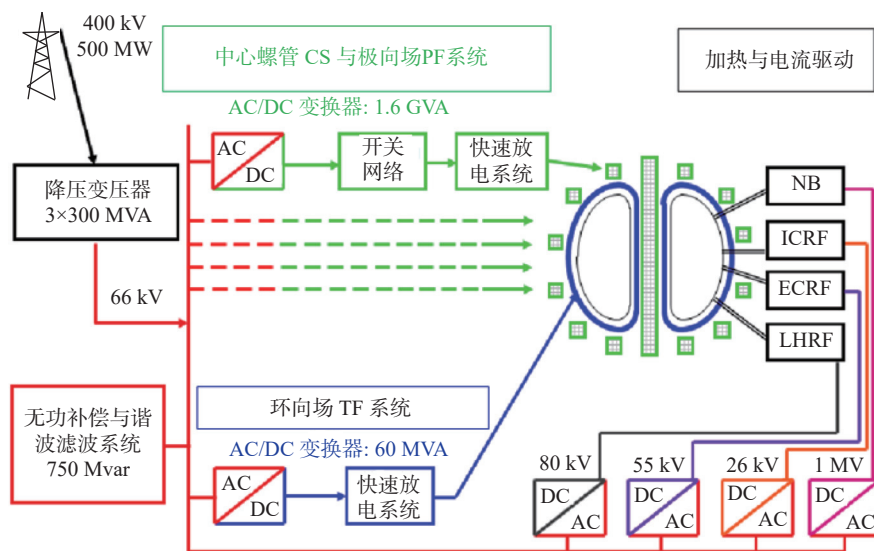 400 kV
500 MW
中心螺管 CS 与极向场PF系统
加热与电流驱动
AC/DC 变换器: 1.6 GVA
AC
DC
开关
网络
快速放
电系统
降压变压器
3×300 MVA
NB
ICRF
ECRF
LHRF
66 kV
无功补偿与谐
波滤波系统
750 Mvar
环向场 TF 系统
AC/DC 变换器: 60 MVA
AC
DC
快速放
电系统
80 kV
55 kV
26 kV
1 MV
DC
AC
DC
AC
DC
AC
DC
AC